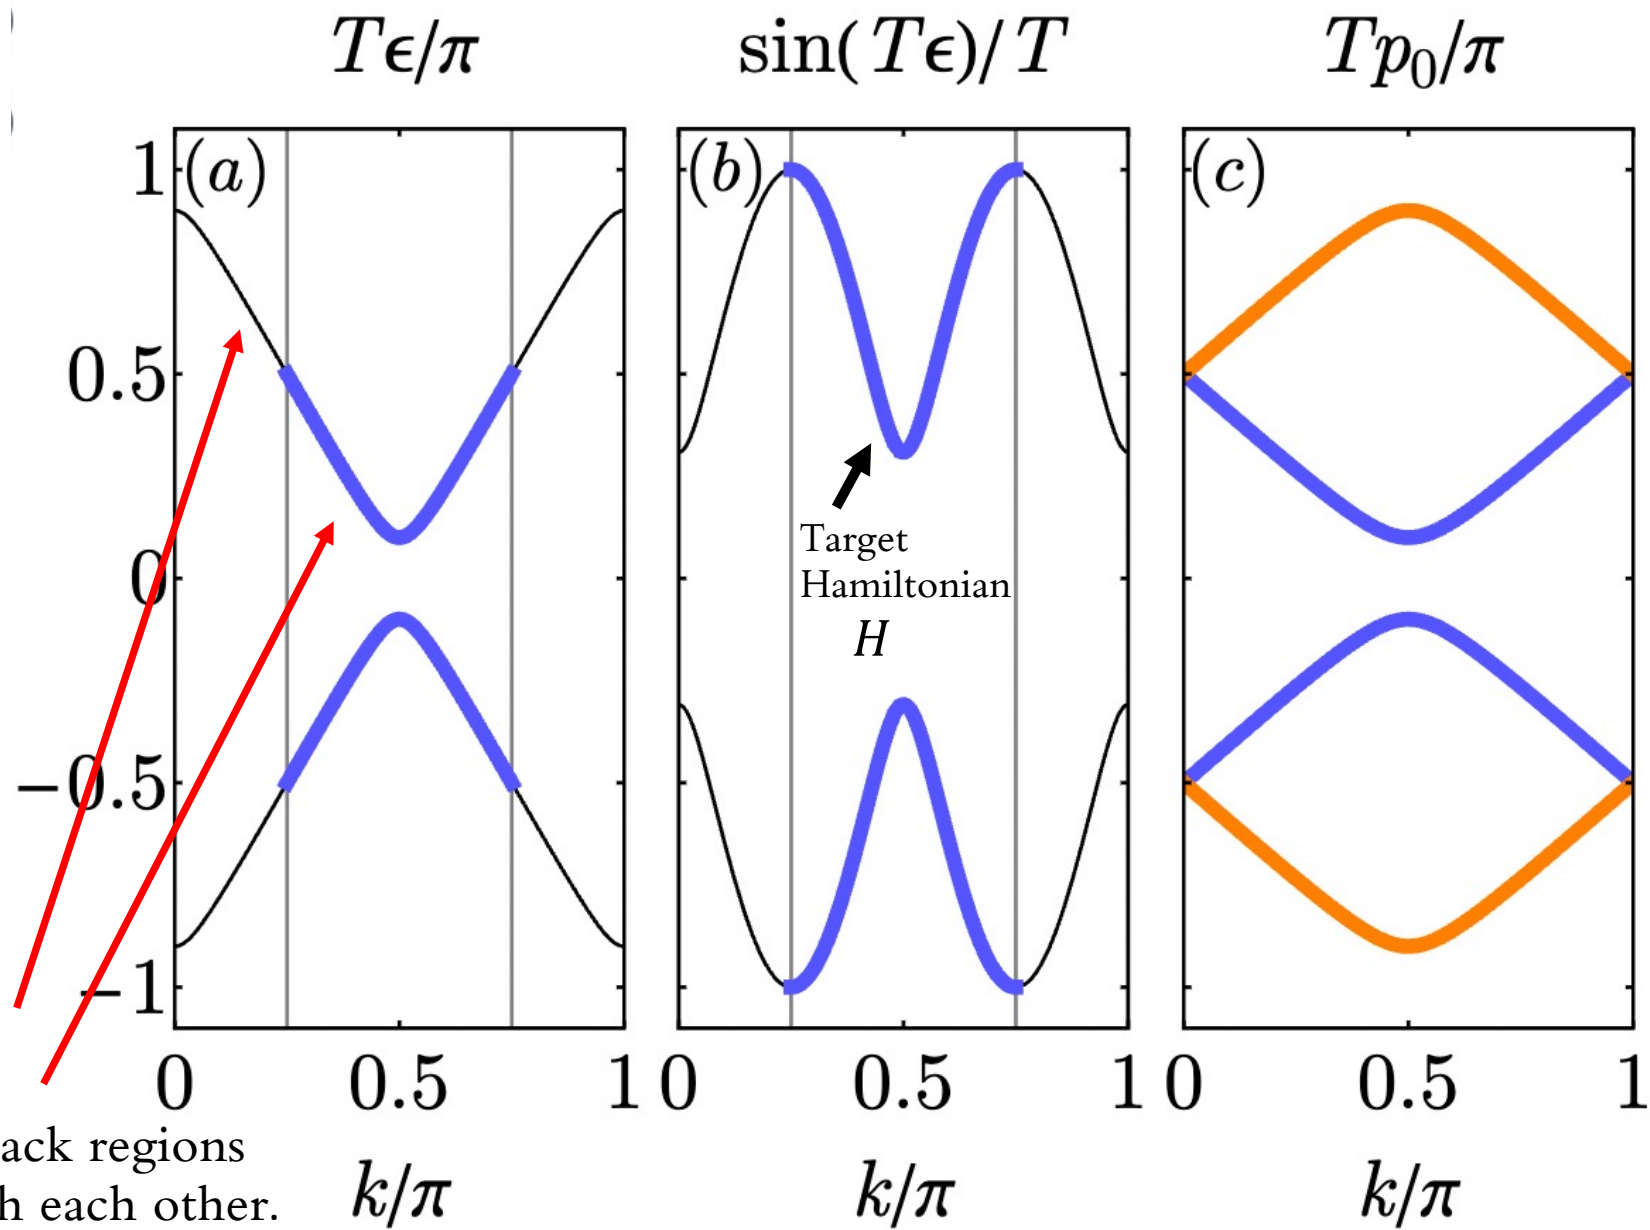 Tϵ/π
sin(Tϵ)/T
Tp₀/π
(a)
(b)
(c)
1
0.5
0
−0.5
−1
Target
Hamiltonian
H
0 0.5 1
0 0.5 1
0 0.5 1
k/π
k/π
k/π
regions
each other.